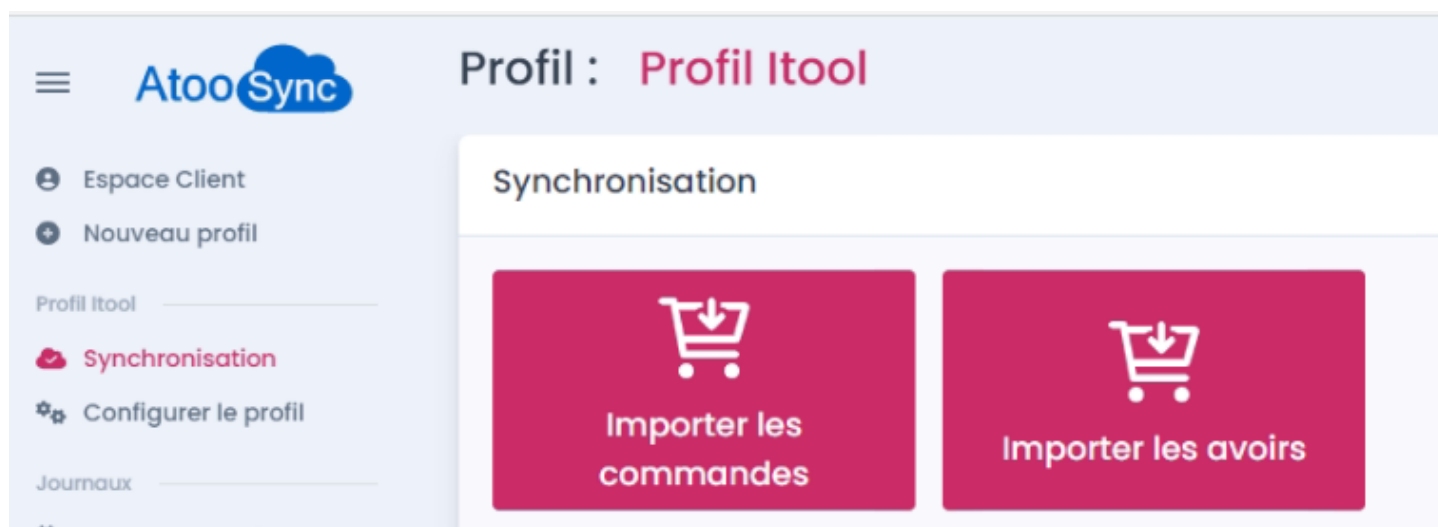 AtooSync
Profil : Profil Itool
Espace Client
Nouveau profil
Profil Itool
Synchronisation
Configurer le profil
Journaux
Synchronisation
Importer les
commandes
Importer les avoirs